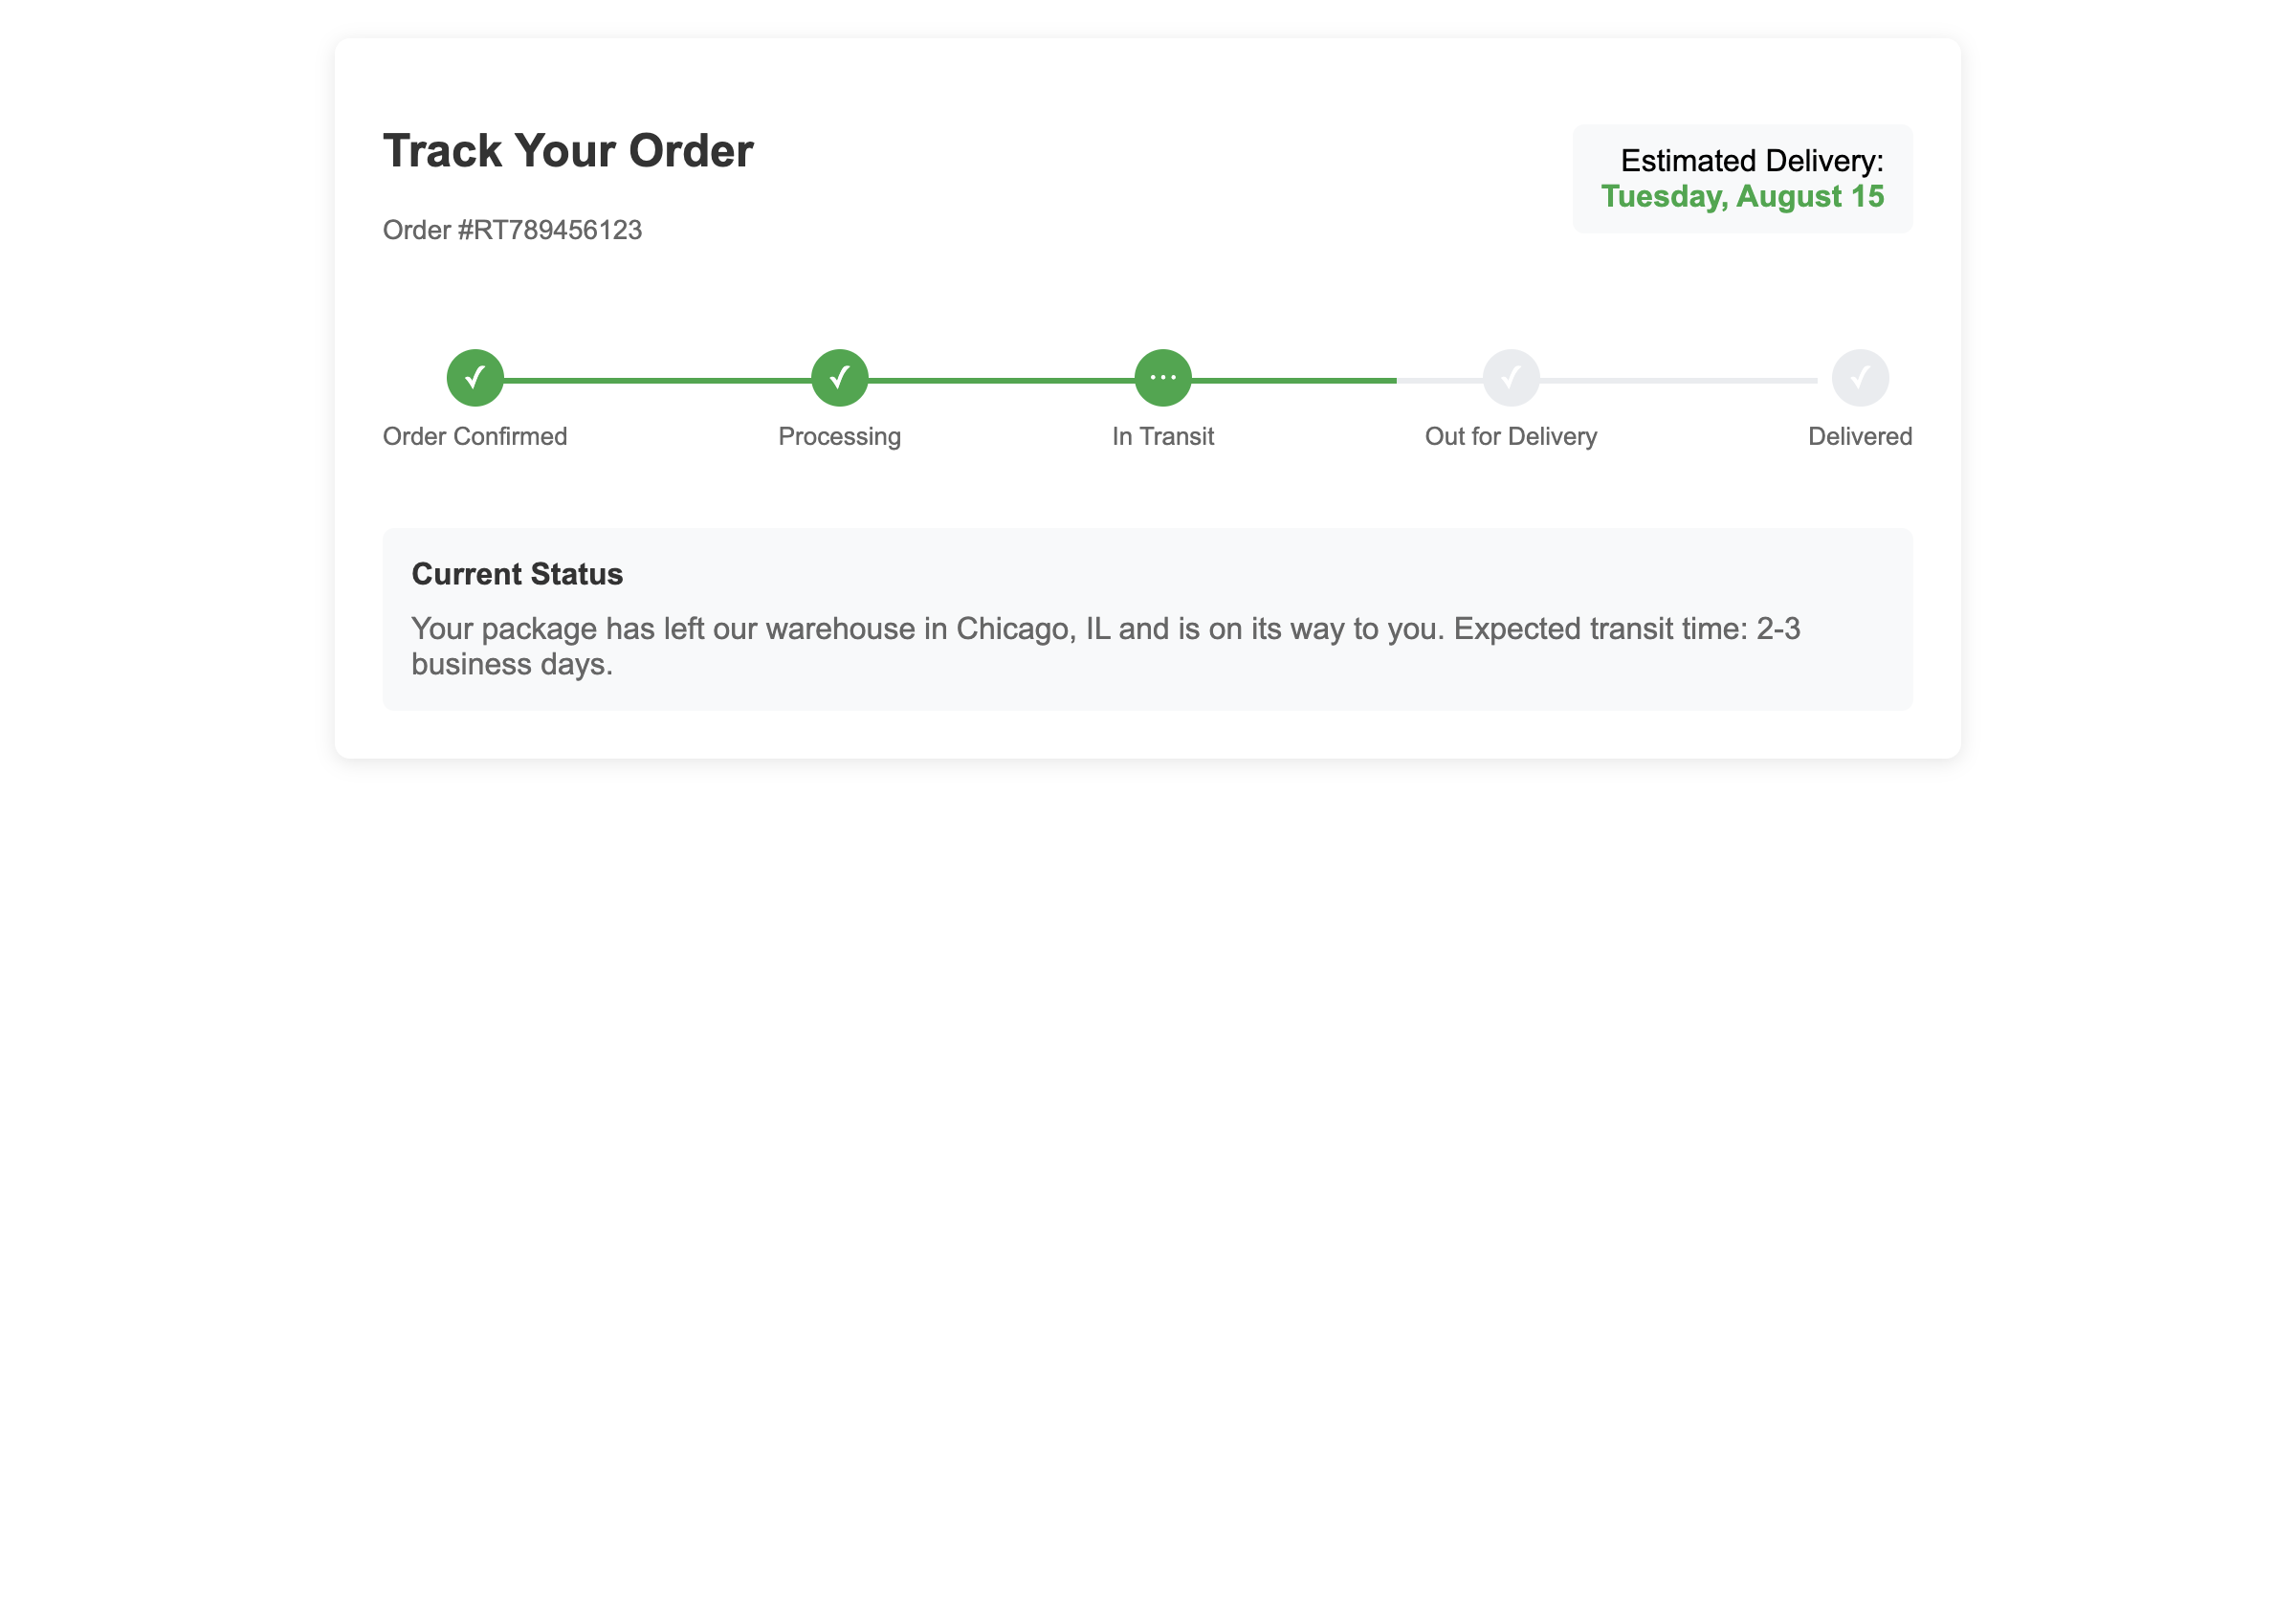 Track Your Order
Order #RT789456123
Estimated Delivery:
Tuesday, August 15
Order Confirmed
Processing
In Transit
Out for Delivery
Delivered
Current Status
Your package has left our warehouse in Chicago, IL and is on its way to you. Expected transit time: 2-3
business days.